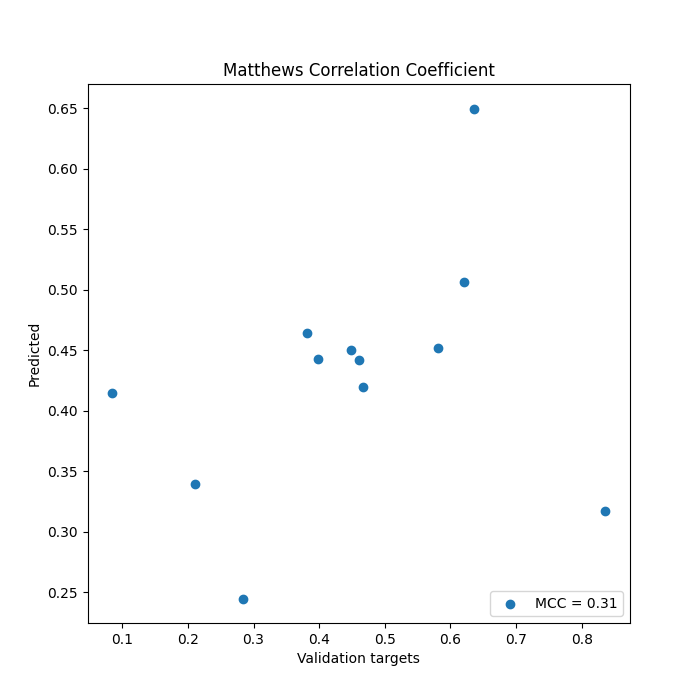 Matthews Correlation Coefficient
0.65
0.60
0.55
0.50
0.45
0.40
0.35
0.30
0.25
Predicted
MCC = 0.31
0.1 0.2 0.3 0.4 0.5 0.6 0.7 0.8
Validation targets